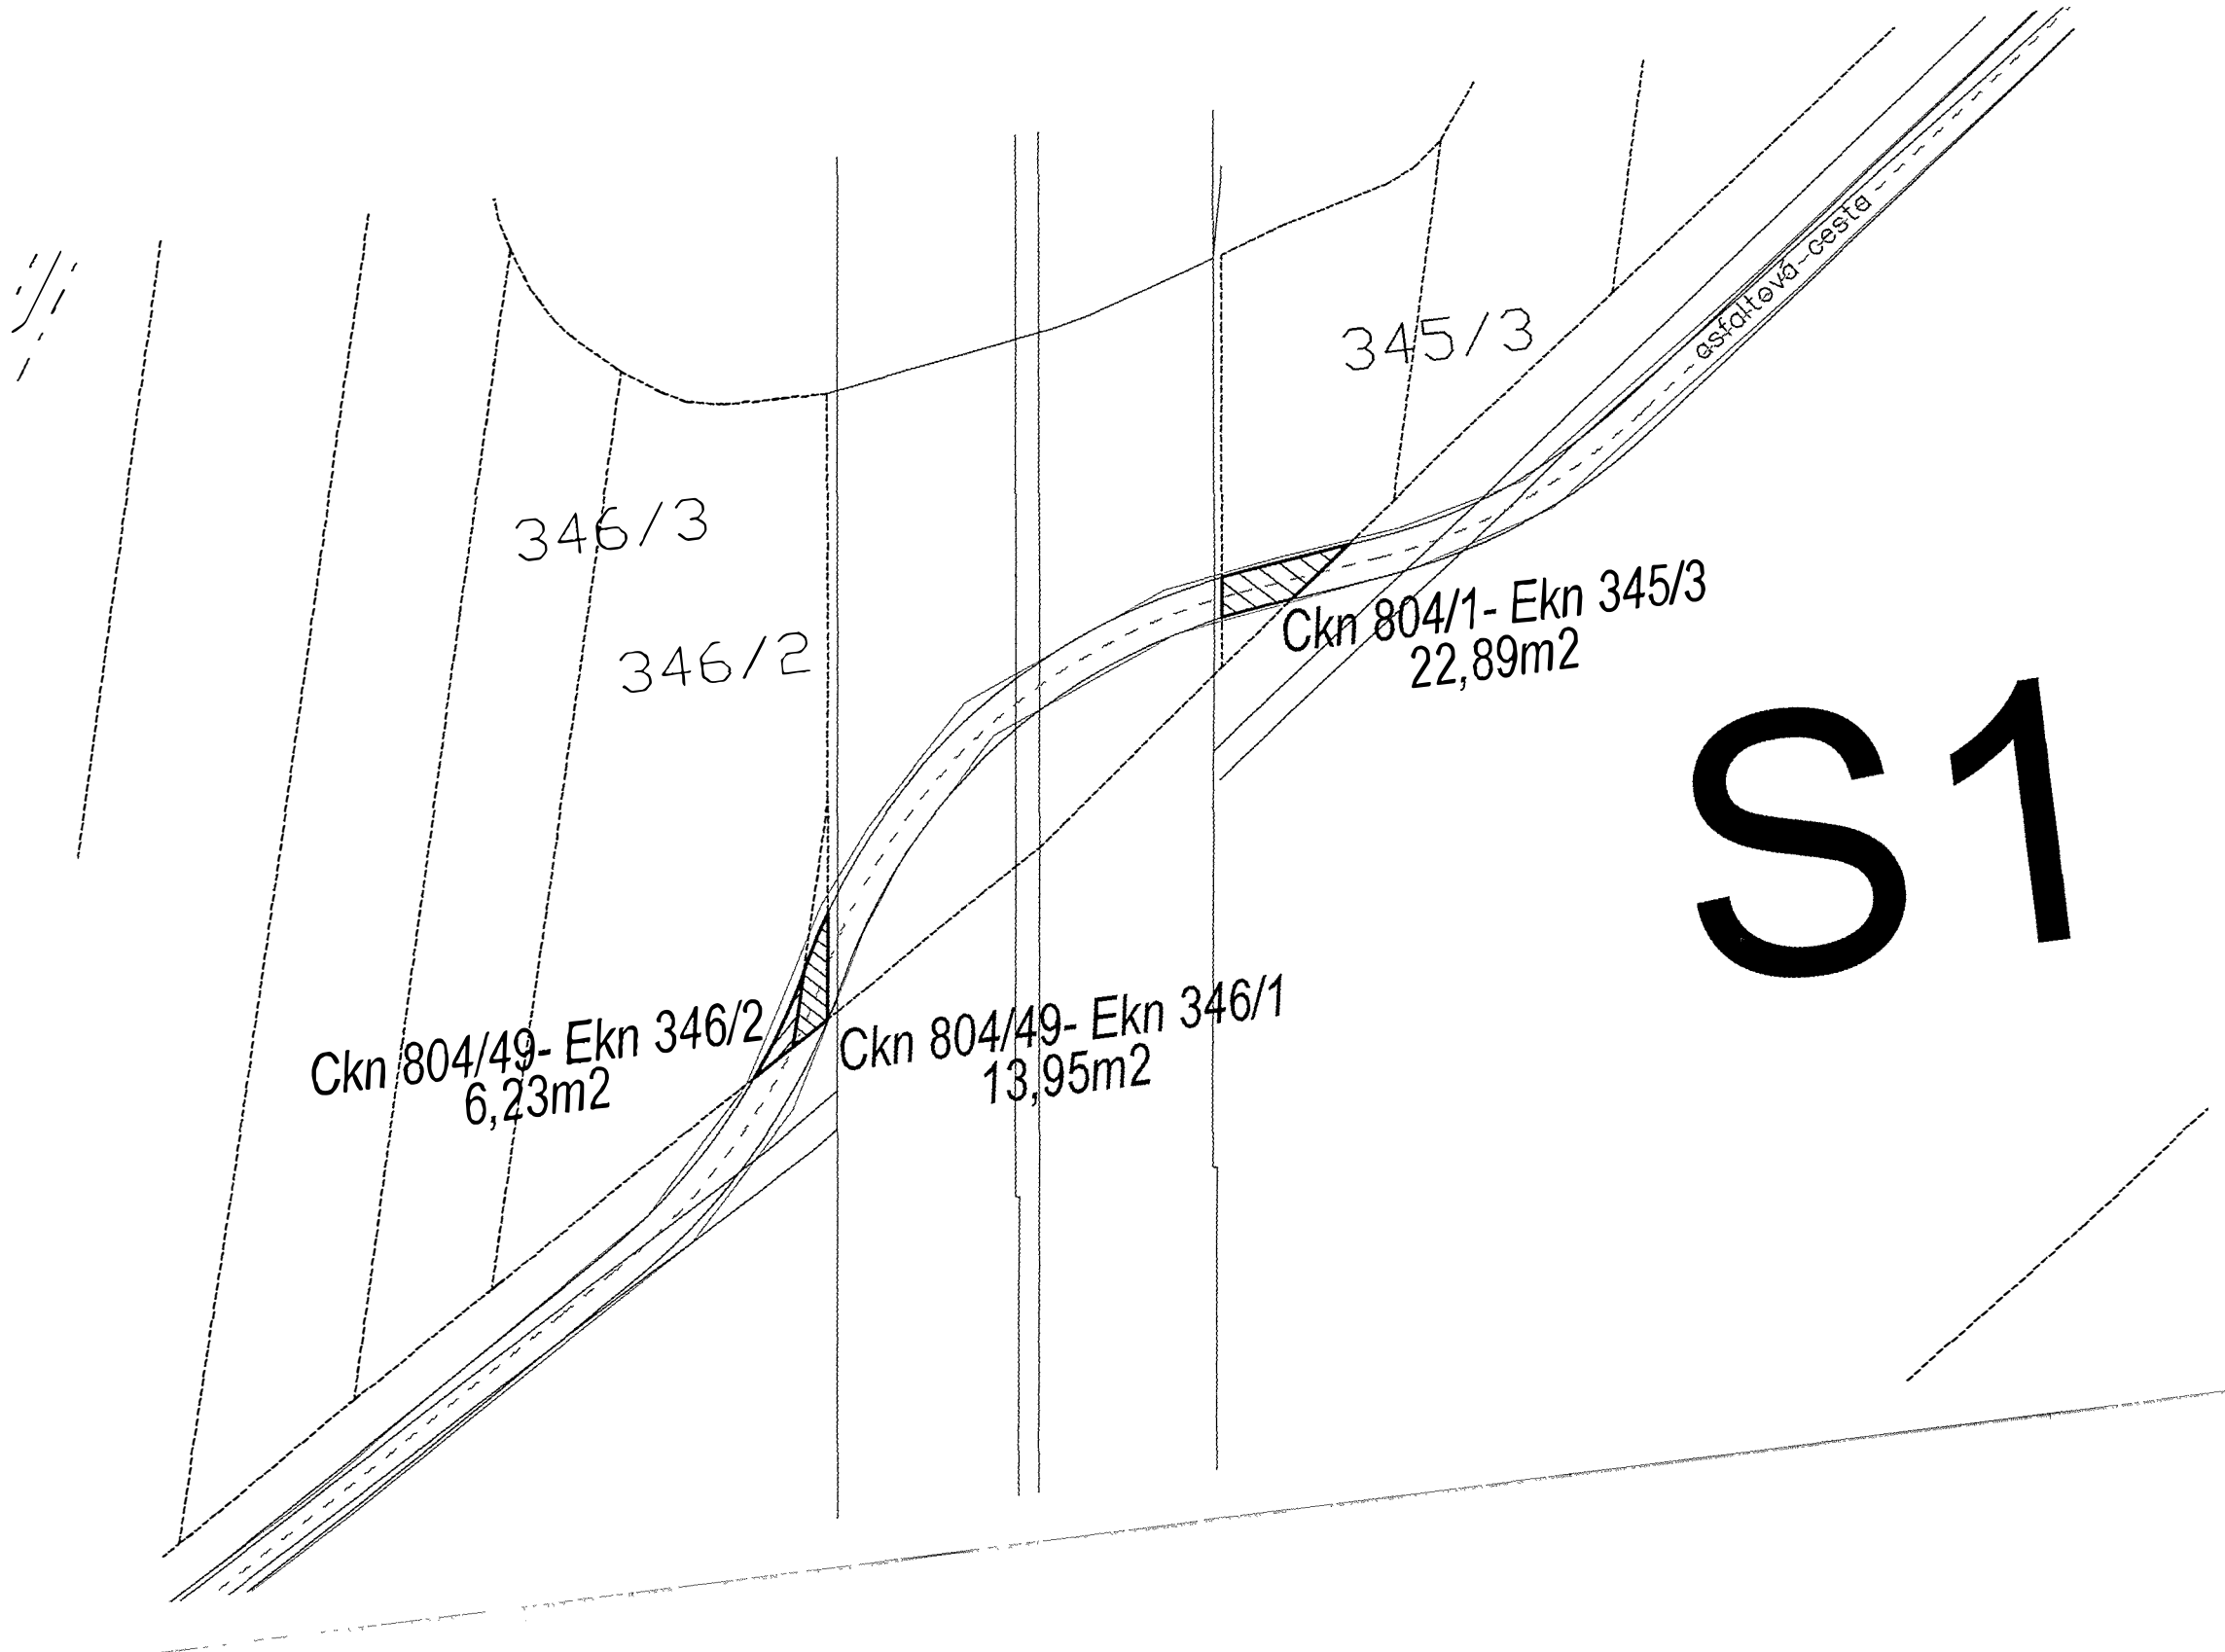 asfaltová cesta
345/3
346/3
346/2
Ckn 804/1- Ekn 345/3
22,89m2
S1
Ckn 804/49- Ekn 346/2
6,23m2
Ckn 804/49- Ekn 346/1
13,95m2